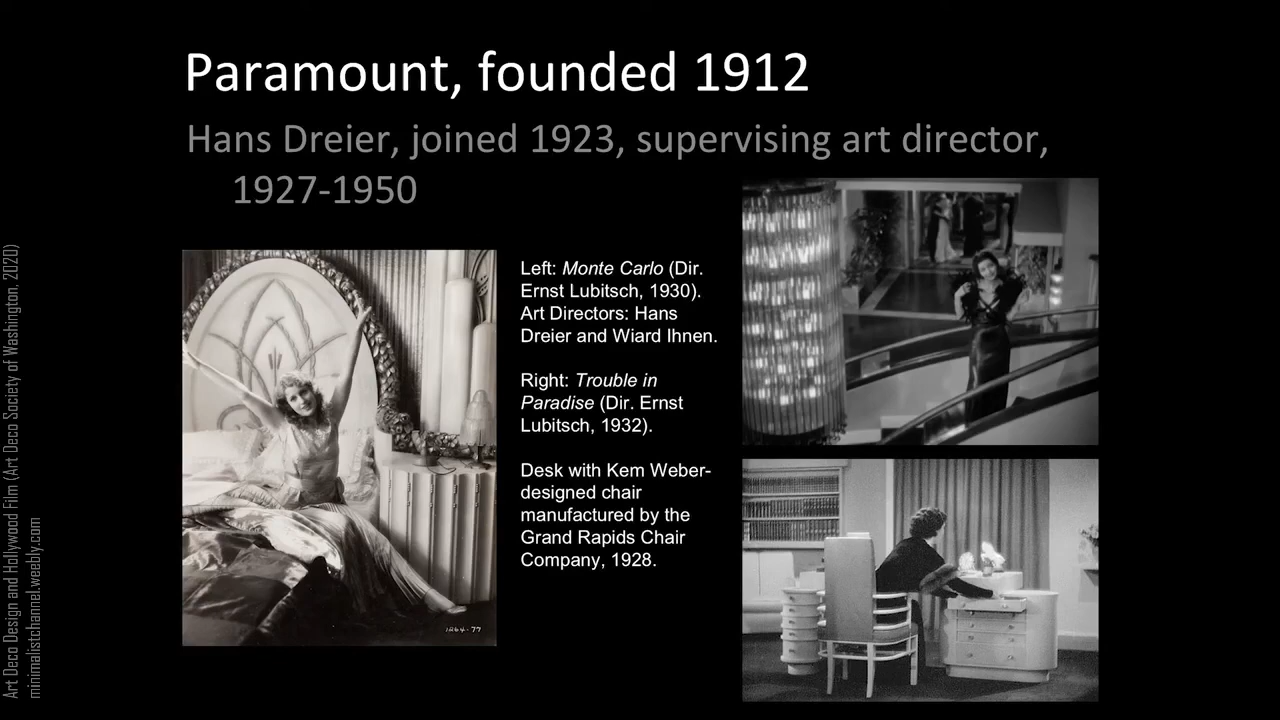 Paramount, founded 1912
Hans Dreier, joined 1923, supervising art director,
1927-1950
Left: Monte Carlo (Dir.
Ernst Lubitsch, 1930).
Art Directors: Hans
Dreier and Wiard Ihnen.
Right: Trouble in
Paradise (Dir. Ernst
Lubitsch, 1932).
Desk with Kem Weber-
designed chair
manufactured by the
Grand Rapids Chair
Company, 1928.
1264-77
Art Deco Design and Hollywood Film (Art Deco Society of Washington, 2020)
minimalistchannel.weebly.com